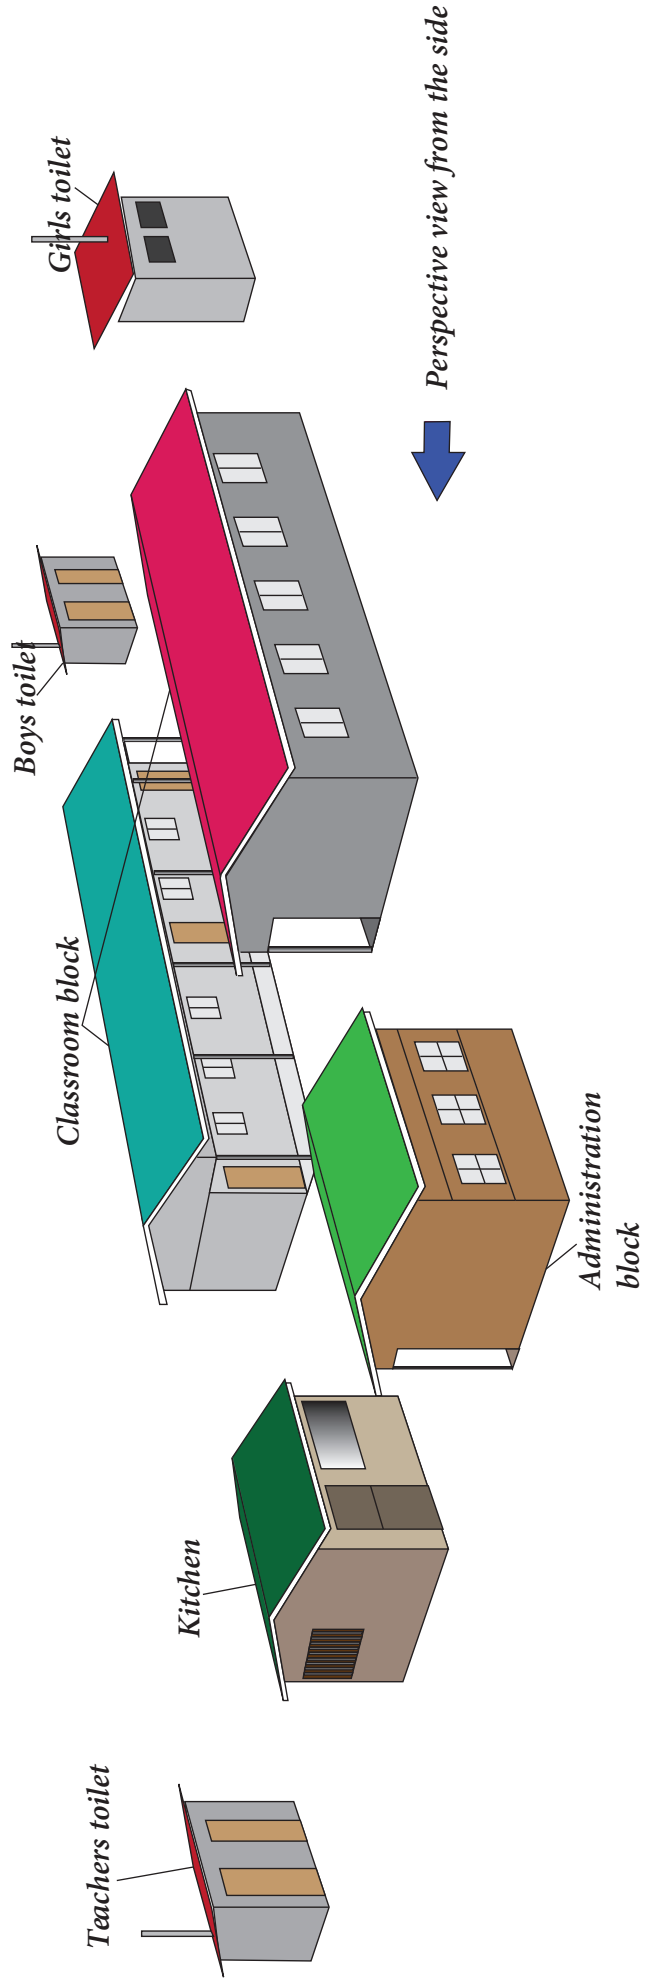 Teachers toilet
Kitchen
Classroom block
Boys toilet
Girls toilet
Administration
block
Perspective view from the side